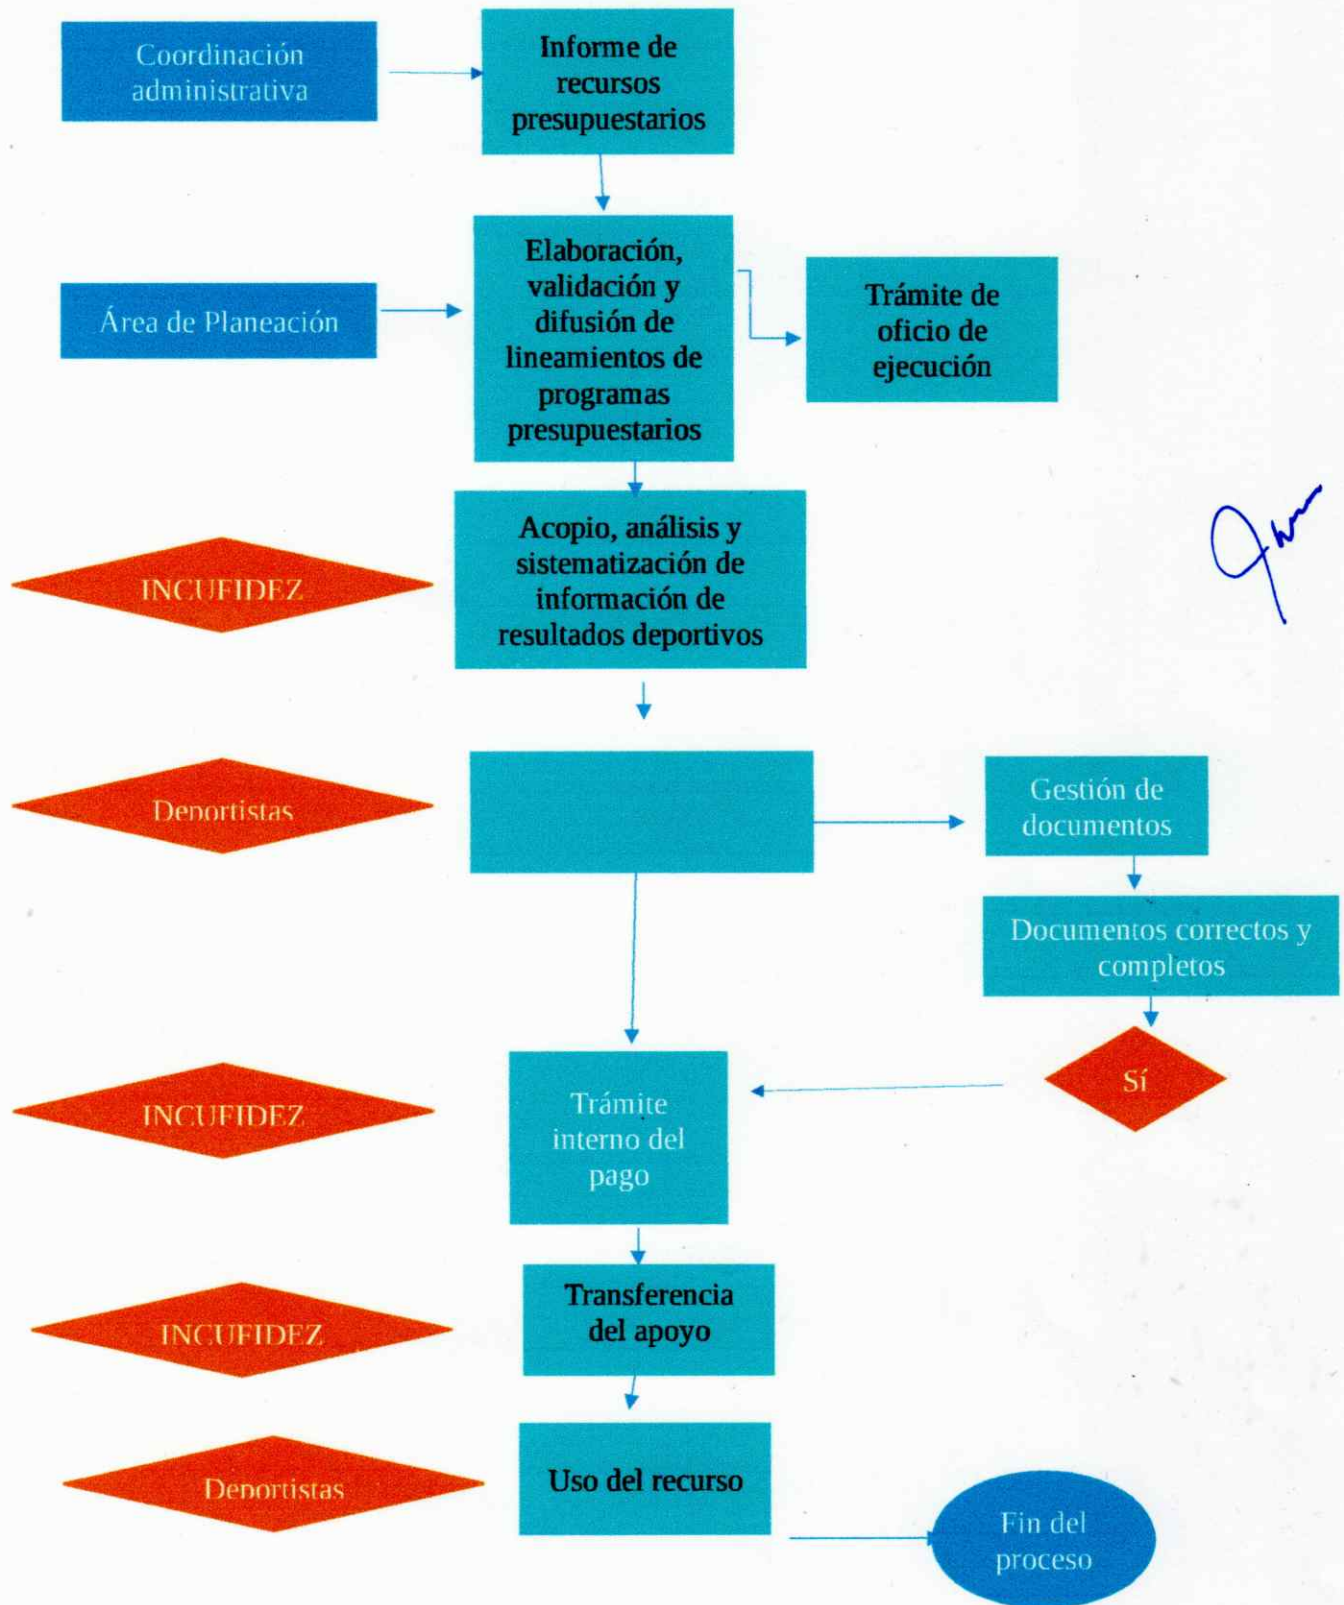 Coordinación
administrativa
Informe de
recursos
presupuestarios
Área de Planeación
Elaboración,
validación y
difusión de
lineamientos de
programas
presupuestarios
Trámite de
oficio de
ejecución
INCUFIDEZ
Acopio, análisis y
sistematización de
información de
resultados deportivos
Deportistas
Gestión de
documentos
Documentos correctos y
completos
Sí
INCUFIDEZ
Trámite
interno del
pago
INCUFIDEZ
Transferencia
del apoyo
Deportistas
Uso del recurso
Fin del
proceso